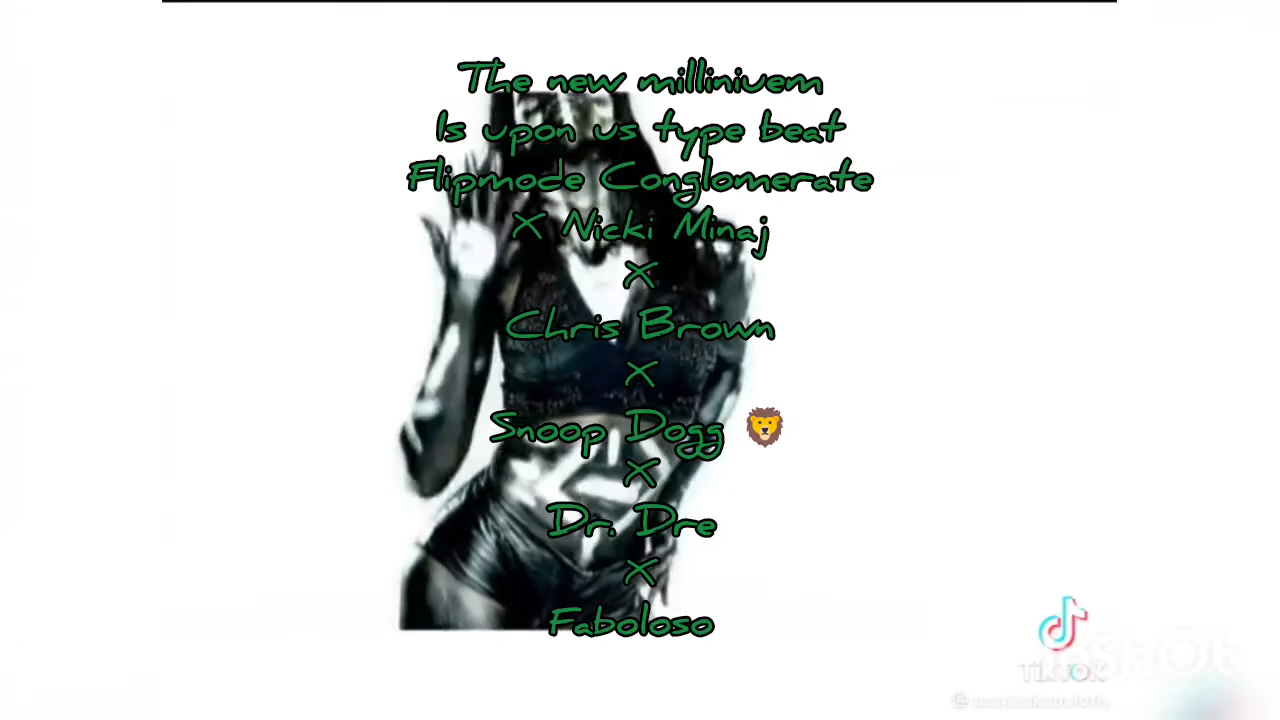 The new milliniuem
Is upon us type beat
Flipmode Conglomerate
X Nicki Minaj
X
Chris Brown
X
Snoop Dogg 🦁
X
Dr. Dre
X
Faboloso
TikTok